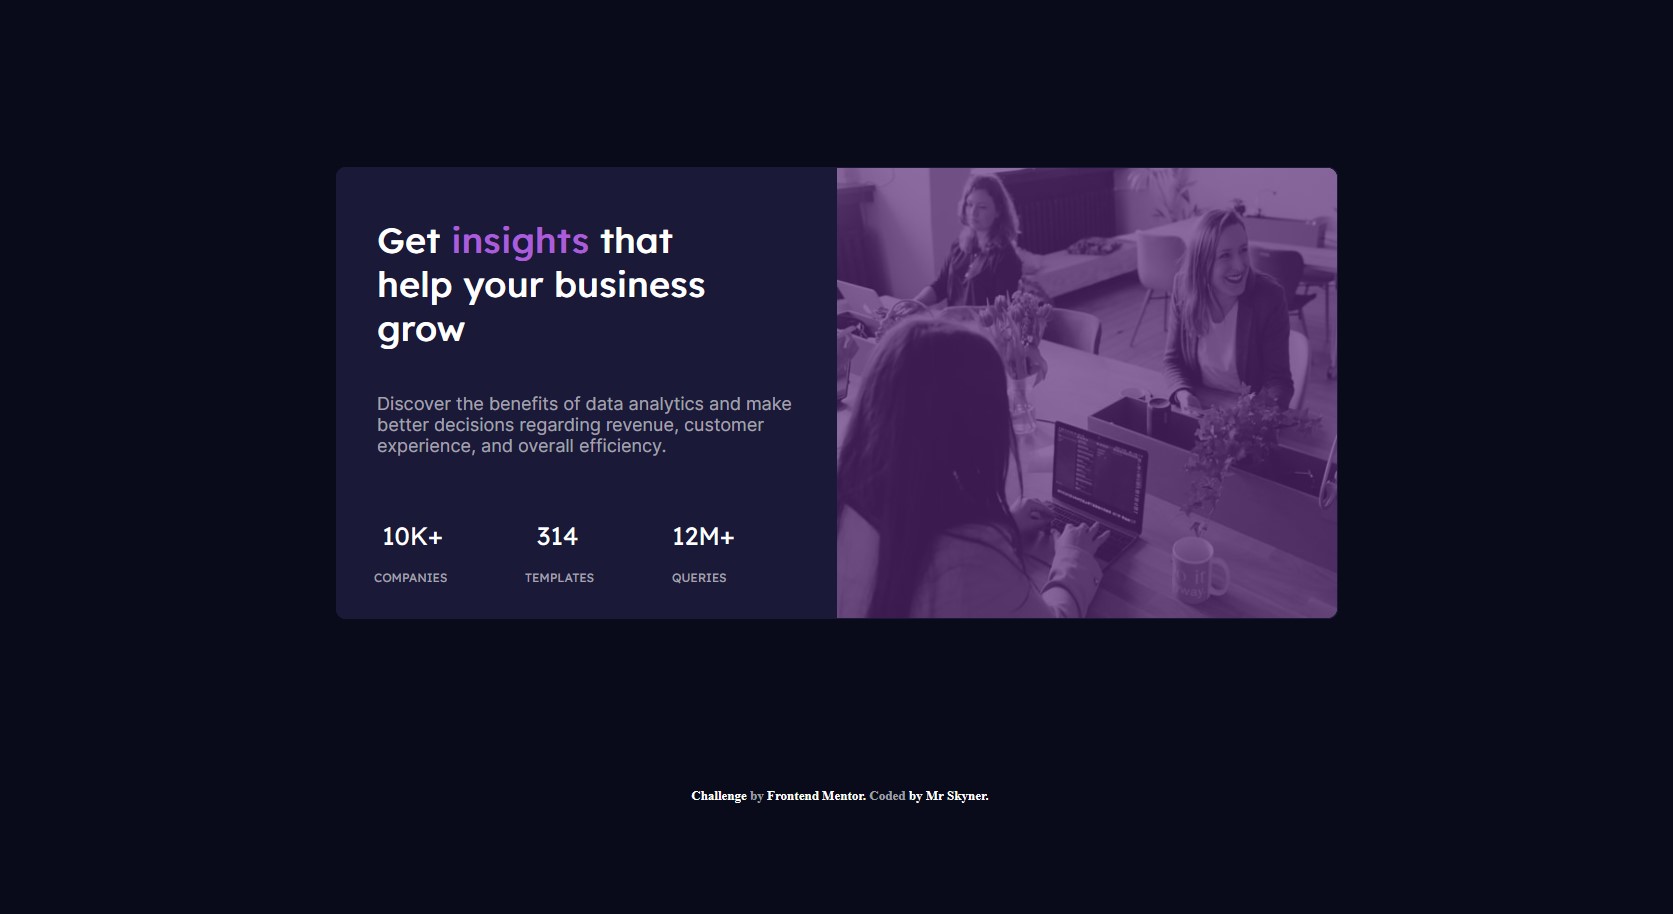 Get insights that
help your business
grow
Discover the benefits of data analytics and make
better decisions regarding revenue, customer
experience, and overall efficiency.
10K+ 314 12M+
COMPANIES TEMPLATES QUERIES
Challenge by Frontend Mentor. Coded by Mr Skyner.